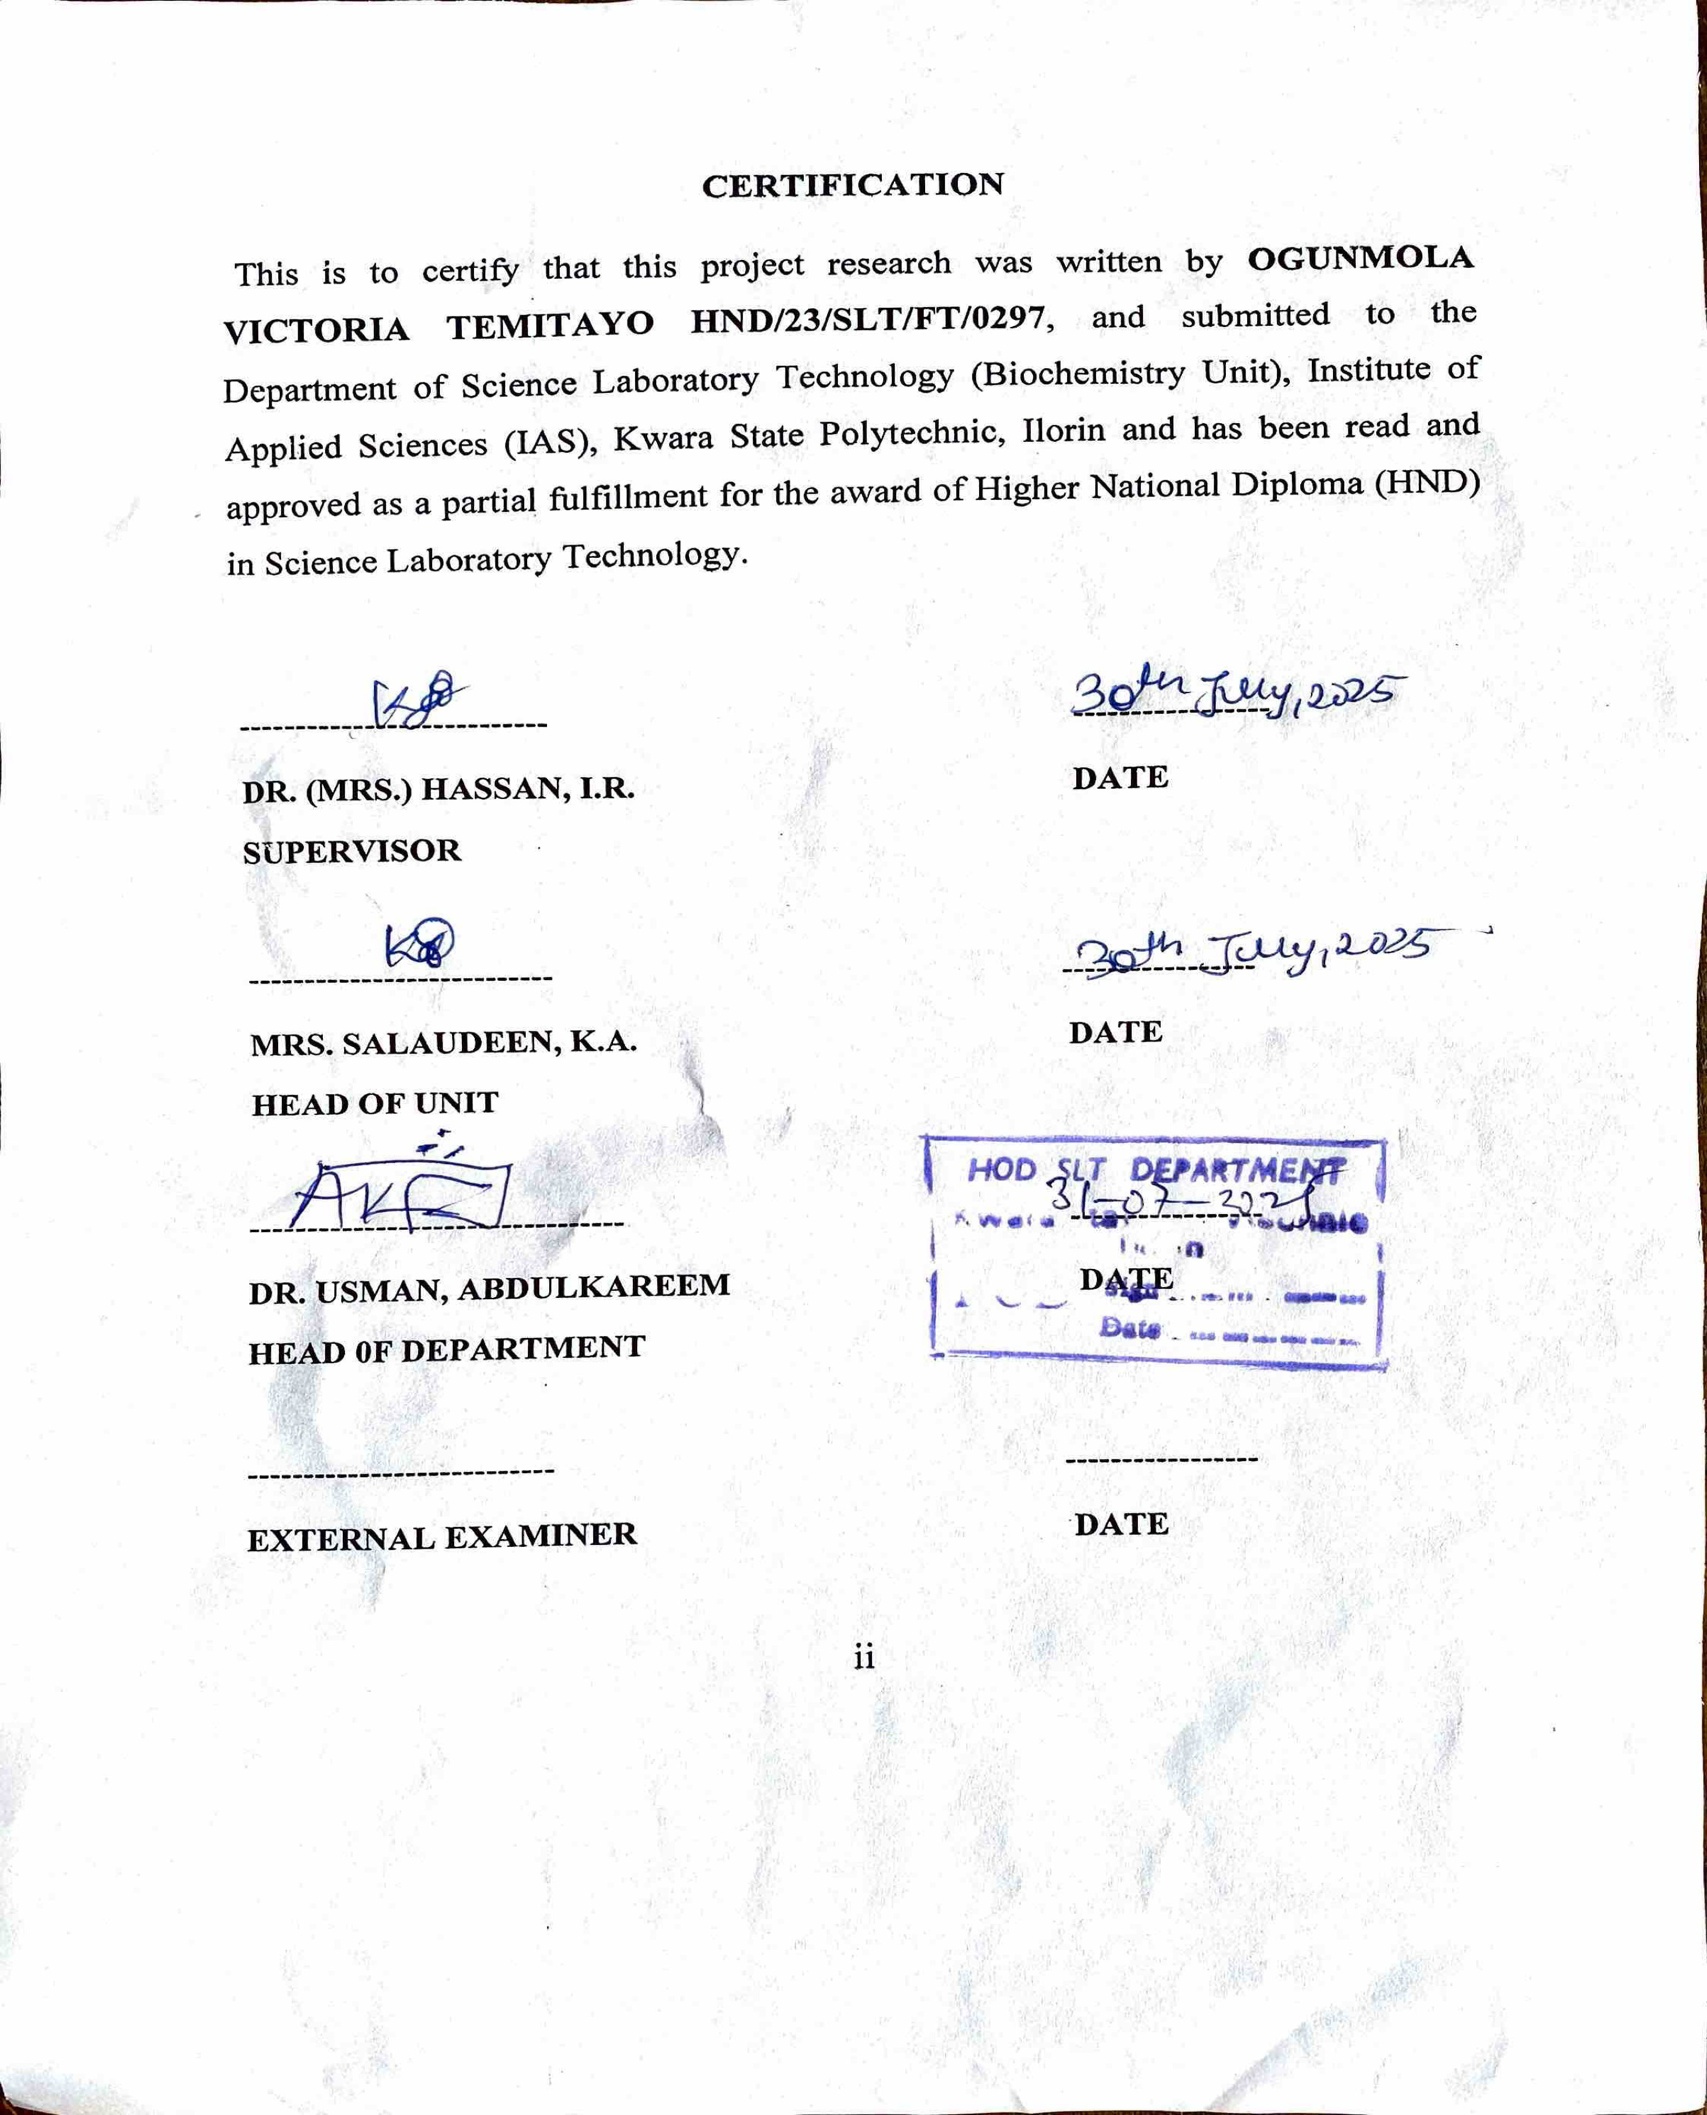 CERTIFICATION
This is to certify that this project research was written by OGUNMOLA
VICTORIA TEMITAYO HND/23/SLT/FT/0297, and submitted to the
Department of Science Laboratory Technology (Biochemistry Unit), Institute of
Applied Sciences (IAS), Kwara State Polytechnic, Ilorin and has been read and
approved as a partial fulfillment for the award of Higher National Diploma (HND)
in Science Laboratory Technology.
30th July, 2025
DR. (MRS.) HASSAN, I.R. DATE
SUPERVISOR
30th July, 2025
MRS. SALAUDEEN, K.A. DATE
HEAD OF UNIT
HOD SLT DEPARTMENT
31-07-2025
DR. USMAN, ABDULKAREEM DATE
Sign
Date
HEAD OF DEPARTMENT
EXTERNAL EXAMINER DATE
ii